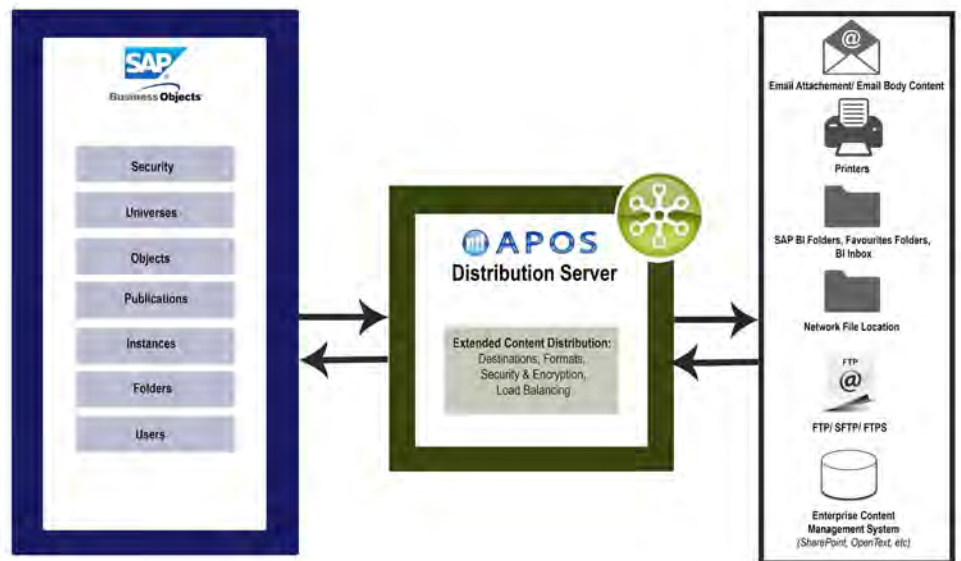 SAP
BusinessObjects
Security
Universes
Objects
Publications
Instances
Folders
Users
APOS
Distribution Server
Extended Content Distribution:
Destinations, Formats,
Security & Encryption,
Load Balancing
@
Email Attachement/ Email Body Content
Printers
SAP BI Folders, Favourites Folders,
BI Inbox
Network File Location
FTP
@
FTP/ SFTP/ FTPS
Enterprise Content
Management System
(SharePoint, OpenText, etc)